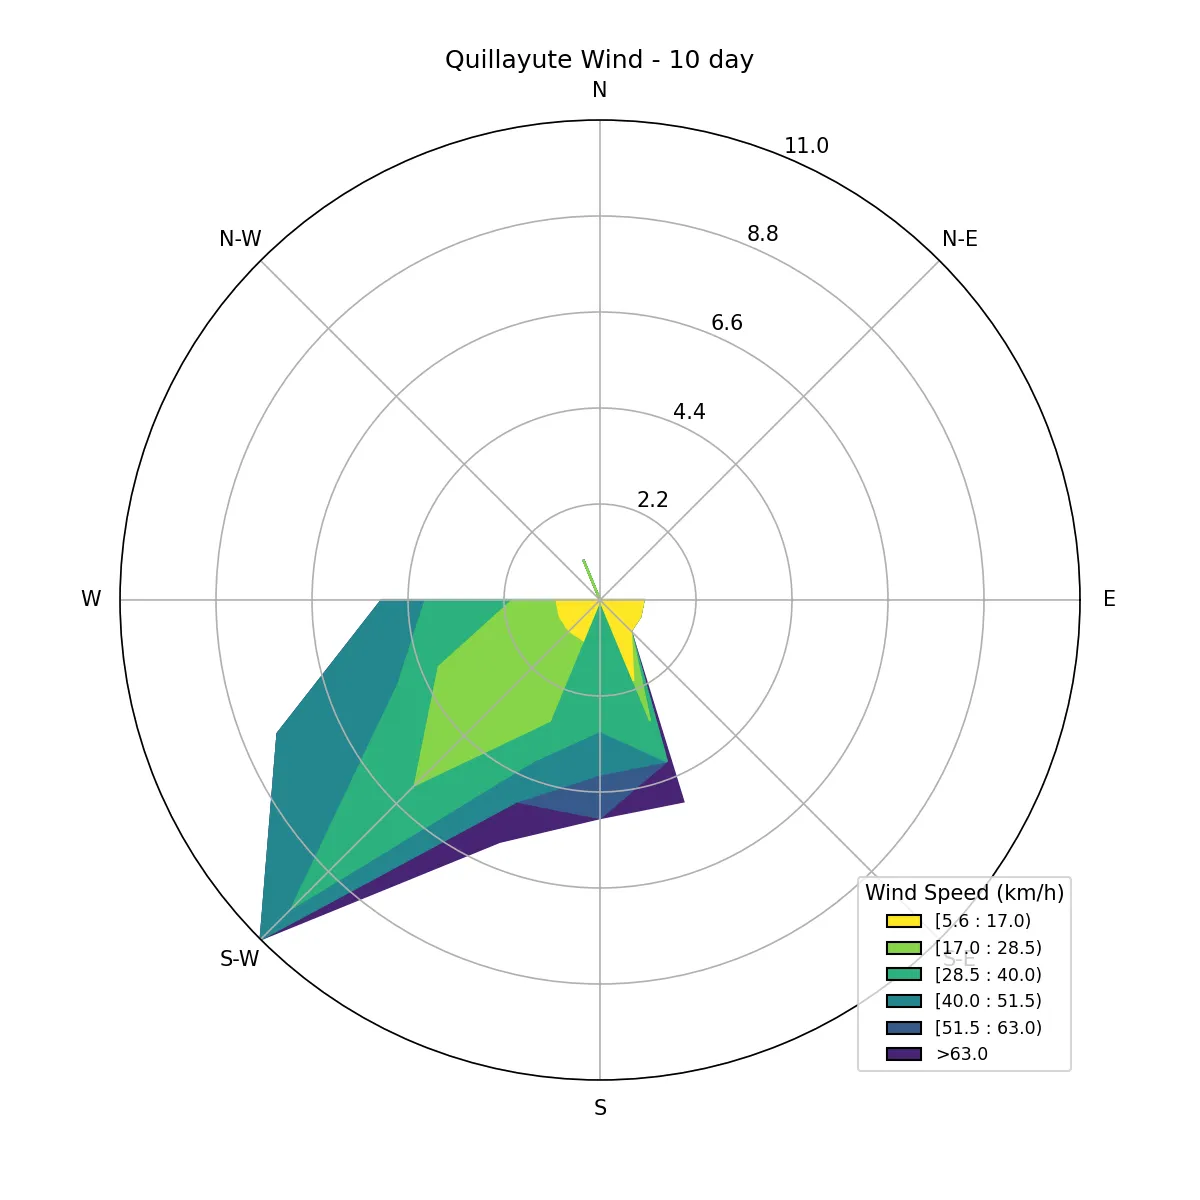 Quillayute Wind - 10 day
N
11.0
N-W
8.8
N-E
6.6
4.4
2.2
W
E
S-W
S-E
S
Wind Speed (km/h)
[5.6 : 17.0)
[17.0 : 28.5)
[28.5 : 40.0)
[40.0 : 51.5)
[51.5 : 63.0)
>63.0